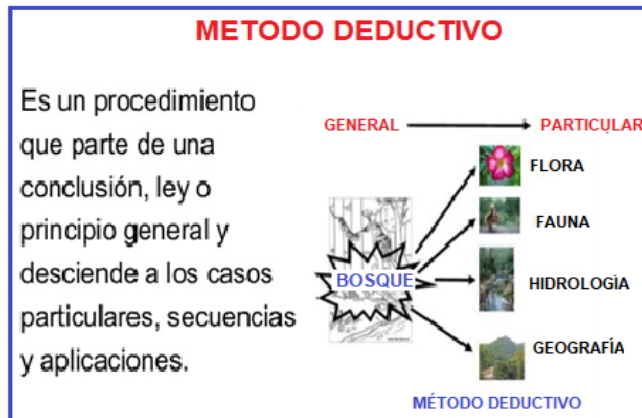 METODO DEDUCTIVO
Es un procedimiento
que parte de una
conclusión, ley o
principio general y
desciende a los casos
particulares, secuencias
y aplicaciones.
GENERAL PARTICULAR
FLORA
FAUNA
BOSQUE
HIDROLOGÌA
GEOGRAFÍA
MÉTODO DEDUCTIVO